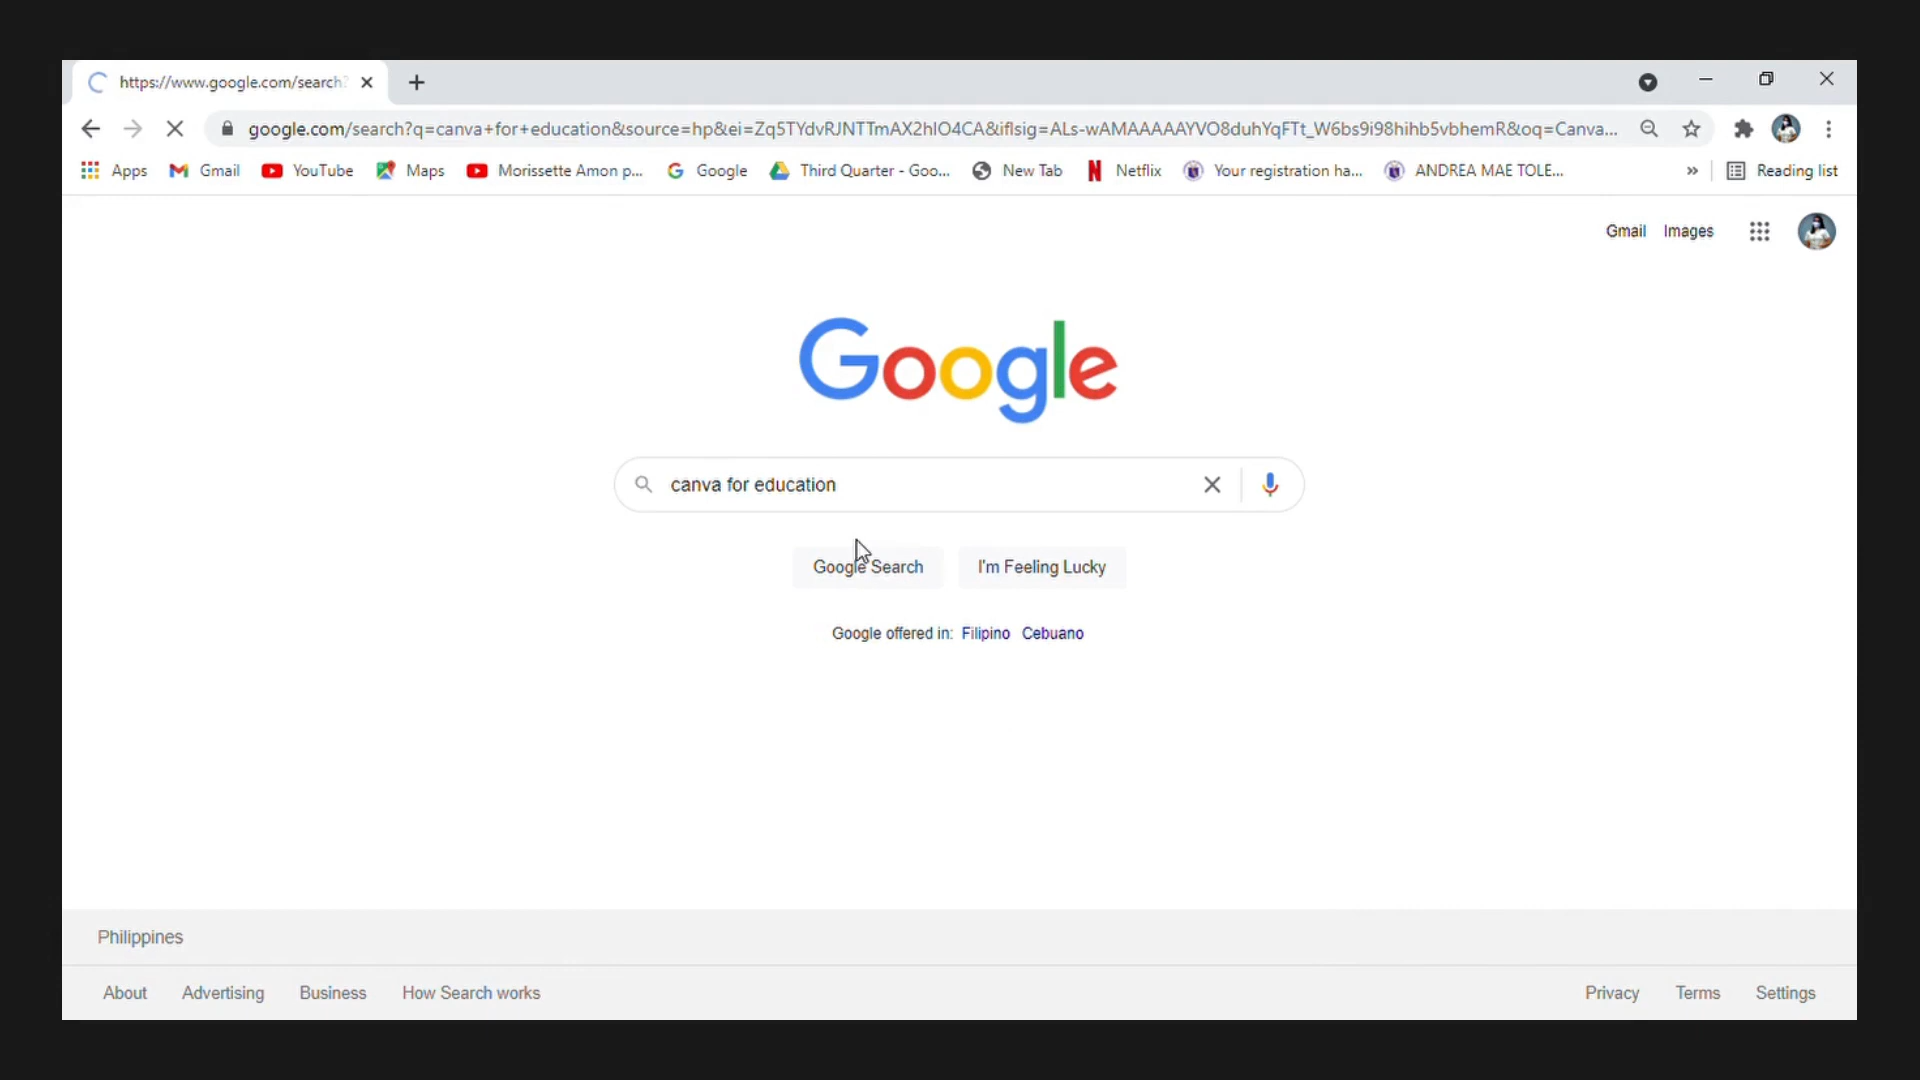 https://www.google.com/search?
google.com/search?q=canva+for+education&source=hp&ei=Zq5TYdvRJNTTmAX2hIO4CA&iflsig=ALs-wAMAAAAAYVO8duhYqFTt_W6bs9i98hihb5vbhemR&oq=Canva...
Apps Gmail YouTube Maps Morissette Amon p... Google Third Quarter - Goo... New Tab Netflix Your registration ha... ANDREA MAE TOLE... » Reading list
Gmail Images
Google
canva for education
Google Search I'm Feeling Lucky
Google offered in: Filipino Cebuano
Philippines
About Advertising Business How Search works Privacy Terms Settings